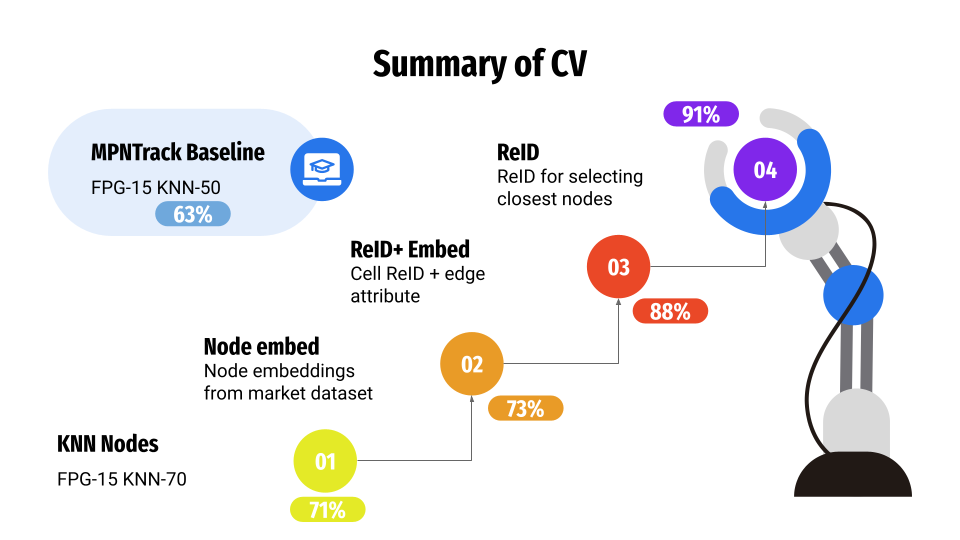 Summary of CV
MPNTrack Baseline
FPG-15 KNN-50
63%
91%
04
ReID
ReID for selecting
closest nodes
ReID+ Embed
Cell ReID + edge
attribute
03
88%
Node embed
Node embeddings
from market dataset
02
73%
KNN Nodes
FPG-15 KNN-70
01
71%